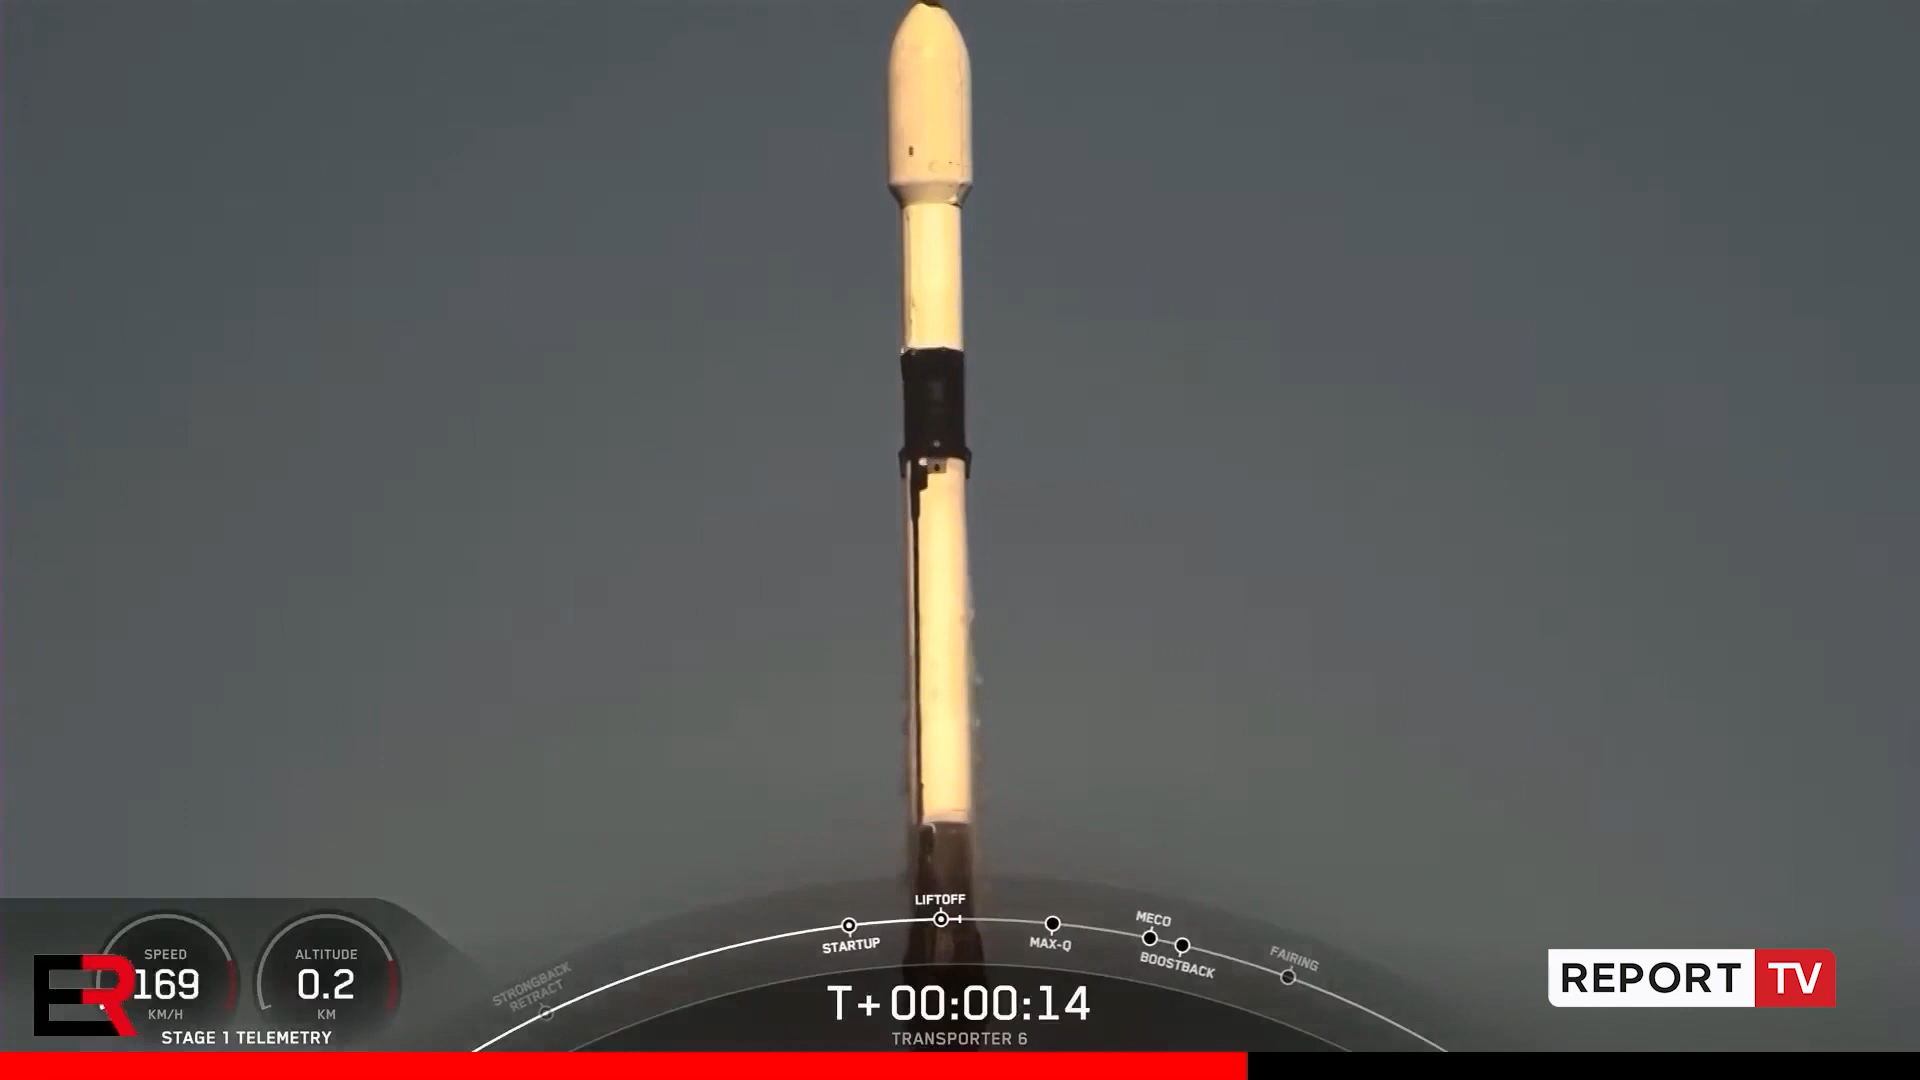 LIFTOFF
STARTUP
MAX-Q
MECO
BOOSTBACK
FAIRING
STRONGBACK
RETRACT
SPEED
169
KM/H
ALTITUDE
0.2
KM
STAGE 1 TELEMETRY
T+00:00:14
TRANSPORTER 6
ER
REPORT TV